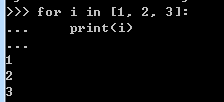 >>> for i in [1, 2, 3]:
...     print(i)
...
1
2
3